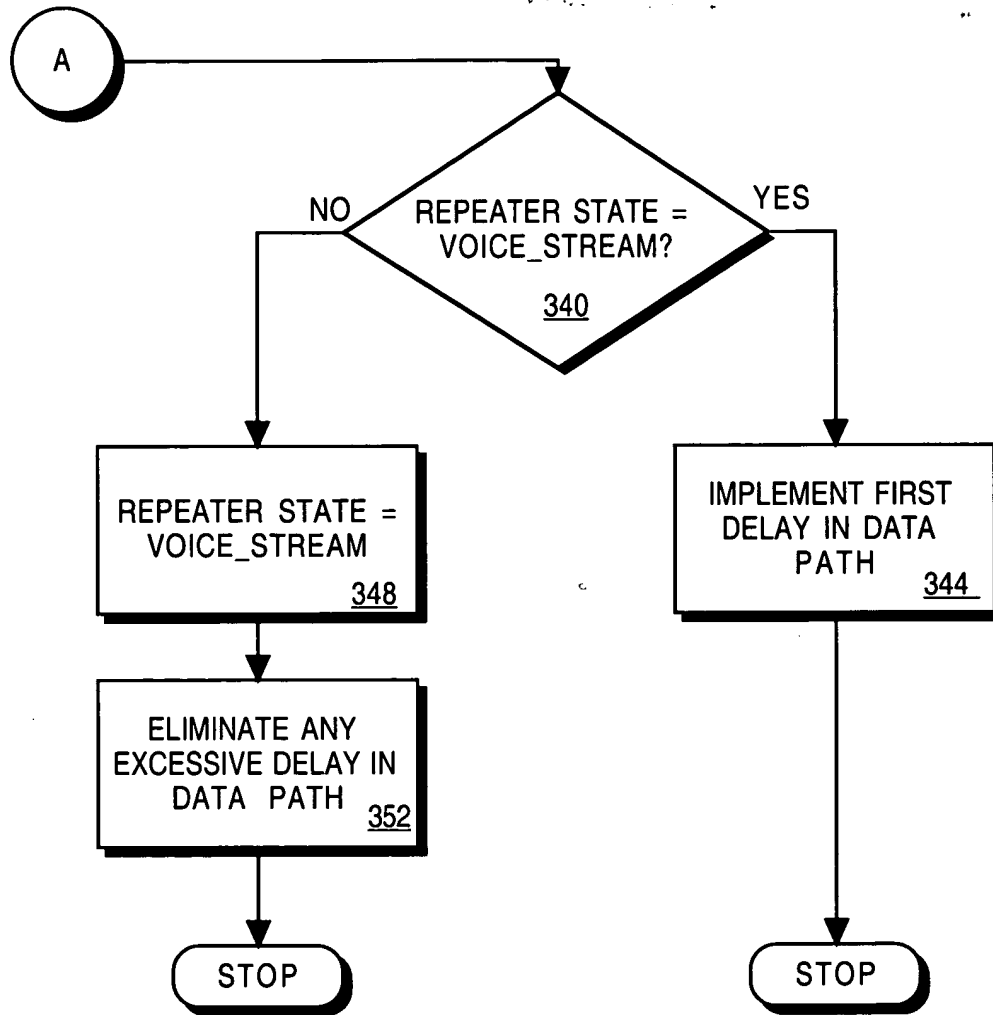 A
NO
YES
REPEATER STATE =
VOICE_STREAM?
340
REPEATER STATE =
VOICE_STREAM
348
IMPLEMENT FIRST
DELAY IN DATA
PATH
344
ELIMINATE ANY
EXCESSIVE DELAY IN
DATA PATH
352
STOP
STOP